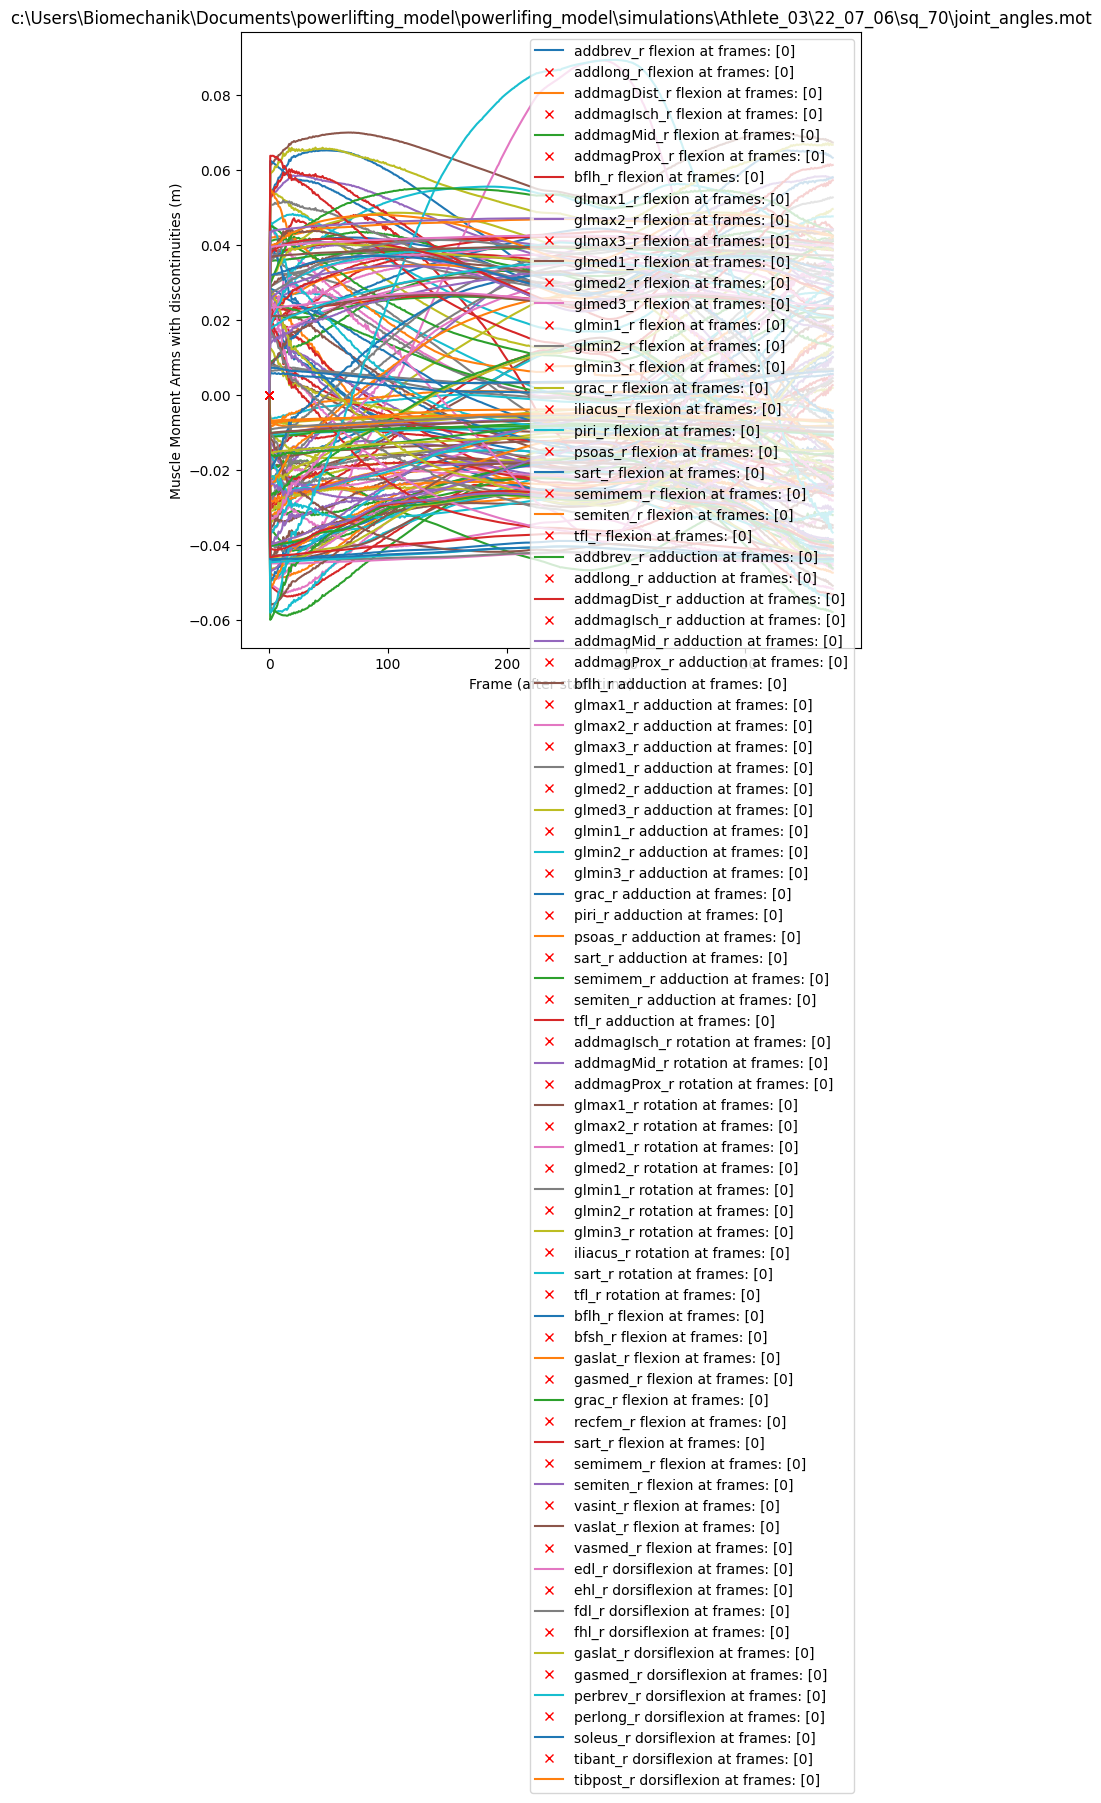 c:\Users\Biomechanik\Documents\powerlifting_model\powerlifing_model\simulations\Athlete_03\22_07_06\sq_70\joint_angles.mot
Muscle Moment Arms with discontinuities (m)
0.08
0.06
0.04
0.02
0.00
−0.02
−0.04
−0.06
0
100
200
Frame (after start time)
addbrev_r flexion at frames: [0]
addlong_r flexion at frames: [0]
addmagDist_r flexion at frames: [0]
addmagIsch_r flexion at frames: [0]
addmagMid_r flexion at frames: [0]
addmagProx_r flexion at frames: [0]
bflh_r flexion at frames: [0]
glmax1_r flexion at frames: [0]
glmax2_r flexion at frames: [0]
glmax3_r flexion at frames: [0]
glmed1_r flexion at frames: [0]
glmed2_r flexion at frames: [0]
glmed3_r flexion at frames: [0]
glmin1_r flexion at frames: [0]
glmin2_r flexion at frames: [0]
glmin3_r flexion at frames: [0]
grac_r flexion at frames: [0]
iliacus_r flexion at frames: [0]
piri_r flexion at frames: [0]
psoas_r flexion at frames: [0]
sart_r flexion at frames: [0]
semimem_r flexion at frames: [0]
semiten_r flexion at frames: [0]
tfl_r flexion at frames: [0]
addbrev_r adduction at frames: [0]
addlong_r adduction at frames: [0]
addmagDist_r adduction at frames: [0]
addmagIsch_r adduction at frames: [0]
addmagMid_r adduction at frames: [0]
addmagProx_r adduction at frames: [0]
bflh_r adduction at frames: [0]
glmax1_r adduction at frames: [0]
glmax2_r adduction at frames: [0]
glmax3_r adduction at frames: [0]
glmed1_r adduction at frames: [0]
glmed2_r adduction at frames: [0]
glmed3_r adduction at frames: [0]
glmin1_r adduction at frames: [0]
glmin2_r adduction at frames: [0]
glmin3_r adduction at frames: [0]
grac_r adduction at frames: [0]
piri_r adduction at frames: [0]
psoas_r adduction at frames: [0]
sart_r adduction at frames: [0]
semimem_r adduction at frames: [0]
semiten_r adduction at frames: [0]
tfl_r adduction at frames: [0]
addmagIsch_r rotation at frames: [0]
addmagMid_r rotation at frames: [0]
addmagProx_r rotation at frames: [0]
glmax1_r rotation at frames: [0]
glmax2_r rotation at frames: [0]
glmed1_r rotation at frames: [0]
glmed2_r rotation at frames: [0]
glmin1_r rotation at frames: [0]
glmin2_r rotation at frames: [0]
glmin3_r rotation at frames: [0]
iliacus_r rotation at frames: [0]
sart_r rotation at frames: [0]
tfl_r rotation at frames: [0]
bflh_r flexion at frames: [0]
bfsh_r flexion at frames: [0]
gaslat_r flexion at frames: [0]
gasmed_r flexion at frames: [0]
grac_r flexion at frames: [0]
recfem_r flexion at frames: [0]
sart_r flexion at frames: [0]
semimem_r flexion at frames: [0]
semiten_r flexion at frames: [0]
vasint_r flexion at frames: [0]
vaslat_r flexion at frames: [0]
vasmed_r flexion at frames: [0]
edl_r dorsiflexion at frames: [0]
ehl_r dorsiflexion at frames: [0]
fdl_r dorsiflexion at frames: [0]
fhl_r dorsiflexion at frames: [0]
gaslat_r dorsiflexion at frames: [0]
gasmed_r dorsiflexion at frames: [0]
perbrev_r dorsiflexion at frames: [0]
perlong_r dorsiflexion at frames: [0]
soleus_r dorsiflexion at frames: [0]
tibant_r dorsiflexion at frames: [0]
tibpost_r dorsiflexion at frames: [0]